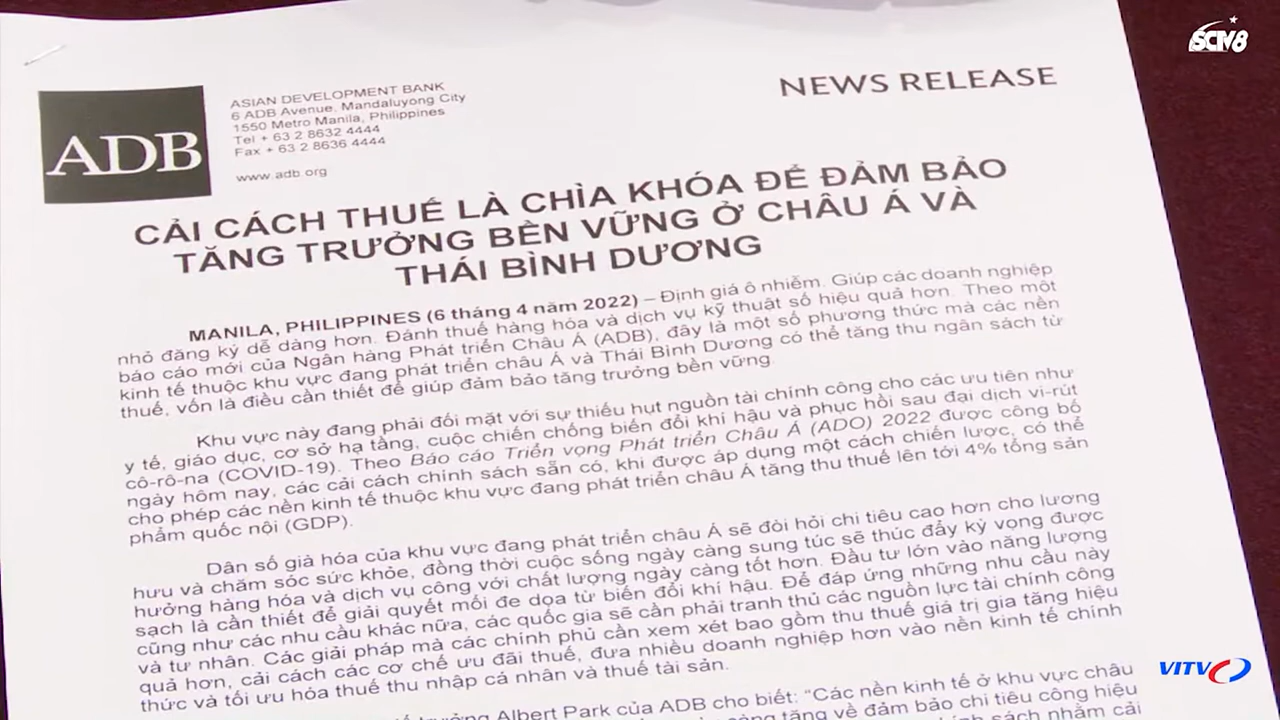 SCTV8
NEWS RELEASE
ADB
ASIAN DEVELOPMENT BANK
6 ADB Avenue, Mandaluyong City
1550 Metro Manila, Philippines
Tel + 63 2 8632 4444
Fax + 63 2 8636 4444
www.adb.org
CẢI CÁCH THUẾ LÀ CHÌA KHÓA ĐỂ ĐẢM BẢO
TĂNG TRƯỞNG BỀN VỮNG Ở CHÂU Á VÀ
THÁI BÌNH DƯƠNG
MANILA, PHILIPPINES (6 tháng 4 năm 2022) – Định giá ô nhiễm. Giúp các doanh nghiệp
nhỏ đăng ký dễ dàng hơn. Đánh thuế hàng hóa và dịch vụ kỹ thuật số hiệu quả hơn. Theo một
báo cáo mới của Ngân hàng Phát triển Châu Á (ADB), đây là một số phương thức mà các nền
kinh tế thuộc khu vực đang phát triển châu Á và Thái Bình Dương có thể tăng thu ngân sách từ
thuế, vốn là điều cần thiết để giúp đảm bảo tăng trưởng bền vững.
Khu vực này đang phải đối mặt với sự thiếu hụt nguồn tài chính công cho các ưu tiên như
y tế, giáo dục, cơ sở hạ tầng, cuộc chiến chống biến đổi khí hậu và phục hồi sau đại dịch vi-rút
cô-rô-na (COVID-19). Theo Báo cáo Triển vọng Phát triển Châu Á (ADO) 2022 được công bố
ngày hôm nay, các cải cách chính sách sẵn có, khi được áp dụng một cách chiến lược, có thể
cho phép các nền kinh tế thuộc khu vực đang phát triển châu Á tăng thu thuế lên tới 4% tổng sản
phẩm quốc nội (GDP).
Dân số già hóa của khu vực đang phát triển châu Á sẽ đòi hỏi chi tiêu cao hơn cho lương
hưu và chăm sóc sức khỏe, đồng thời cuộc sống ngày càng sung túc sẽ thúc đẩy kỳ vọng được
hưởng hàng hóa và dịch vụ công với chất lượng ngày càng tốt hơn. Đầu tư lớn vào năng lượng
sạch là cần thiết để giải quyết mối đe dọa từ biến đổi khí hậu. Để đáp ứng những nhu cầu này
cũng như các nhu cầu khác nữa, các quốc gia sẽ cần phải tranh thủ các nguồn lực tài chính công
và tư nhân. Các giải pháp mà các chính phủ cần xem xét bao gồm thu thuế giá trị gia tăng hiệu
quả hơn, cải cách các cơ chế ưu đãi thuế, đưa nhiều doanh nghiệp hơn vào nền kinh tế chính
thức và tối ưu hóa thuế thu nhập cá nhân và thuế tài sản.
trưởng Albert Park của ADB cho biết: “Các nền kinh tế ở khu vực châu
tăng về đảm bảo chi tiêu công hiệu
sách nhằm cải
VITV